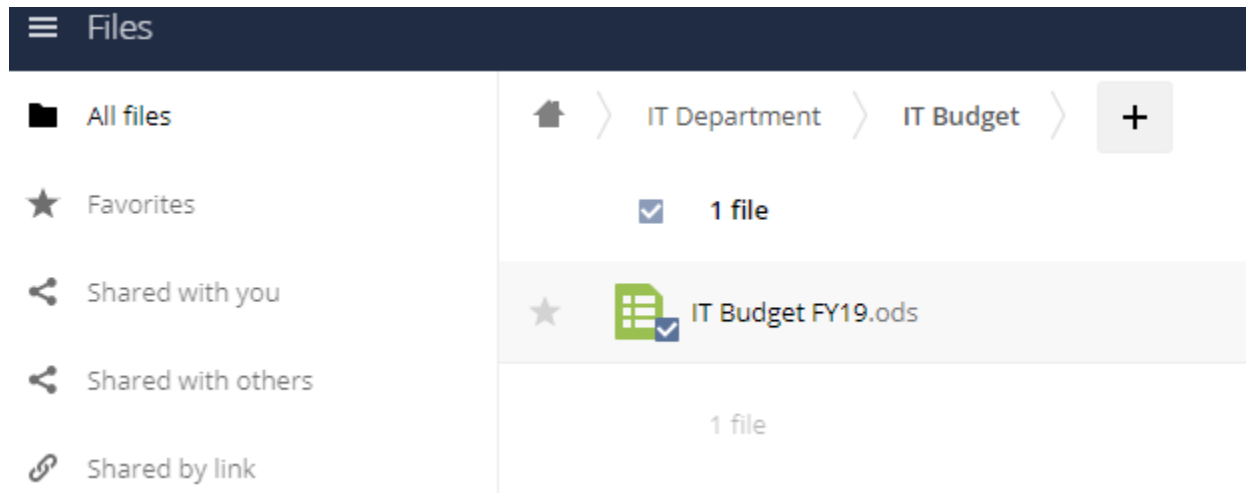 Files
All files
IT Department
IT Budget
+
Favorites
1 file
Shared with you
IT Budget FY19.ods
Shared with others
1 file
Shared by link